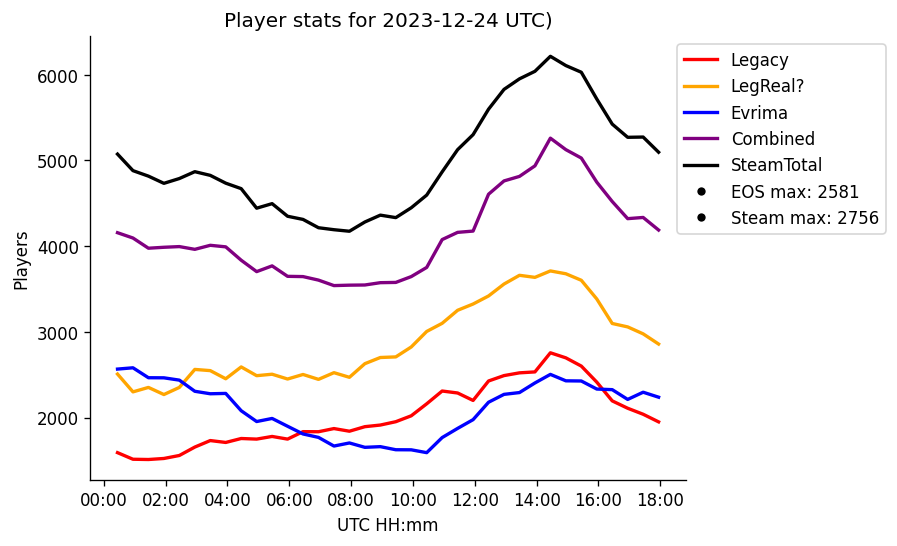 Player stats for 2023-12-24 UTC)
Legacy
LegReal?
Evrima
Combined
SteamTotal
EOS max: 2581
Steam max: 2756
6000
5000
4000
3000
2000
Players
00:00 02:00 04:00 06:00 08:00 10:00 12:00 14:00 16:00 18:00
UTC HH:mm